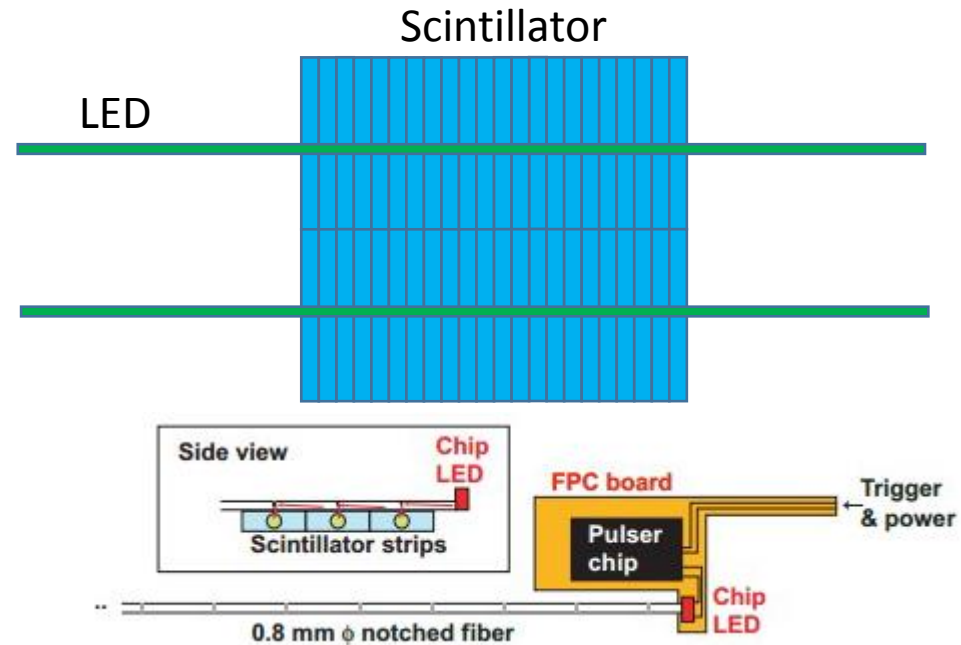 Scintillator
LED
Side view
Chip
LED
Scintillator strips
FPC board
Trigger
& power
Pulser
chip
Chip
LED
0.8 mm ϕ notched fiber